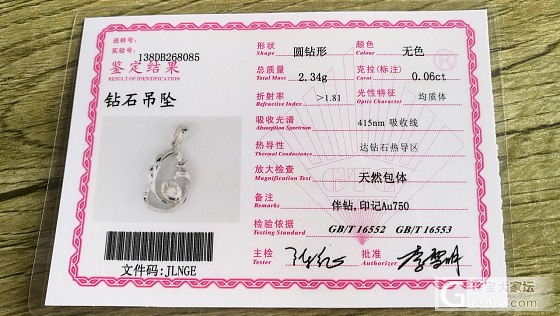 送样号:
实验号: 138DB268085
鉴定结果
RESULT OF IDENTIFICATION
钻石吊坠
文件码:JLNGE
形状 圆钻形 颜色 无色
Shape Color
总质量 2.34g 克拉(标注) 0.06ct
Total Mass Carat
折射率 >1.81 光性特征 均质体
Refractive Index Optic Character
吸收光谱 415nm 吸收线
Absorption Spectrum
热导性 达钻石热导区
Thermal Conductance
放大检查 天然包体
Magnification Test
备注 伴钻,印记Au750
Remarks
检验依据 GB/T 16552 GB/T 16553
Testing Standard
主检 批准
Tester Authorizer